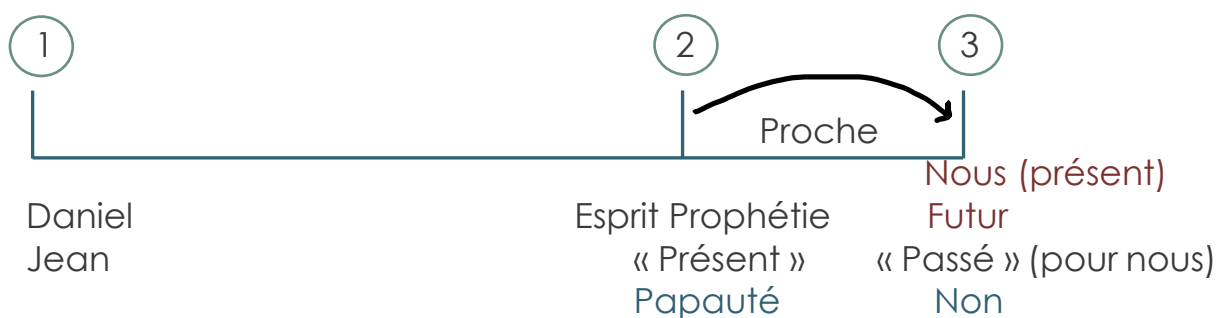 1
2
3
Proche
Nous (présent)
Daniel
Esprit Prophétie
Futur
Jean
« Présent »
« Passé » (pour nous)
Papauté
Non